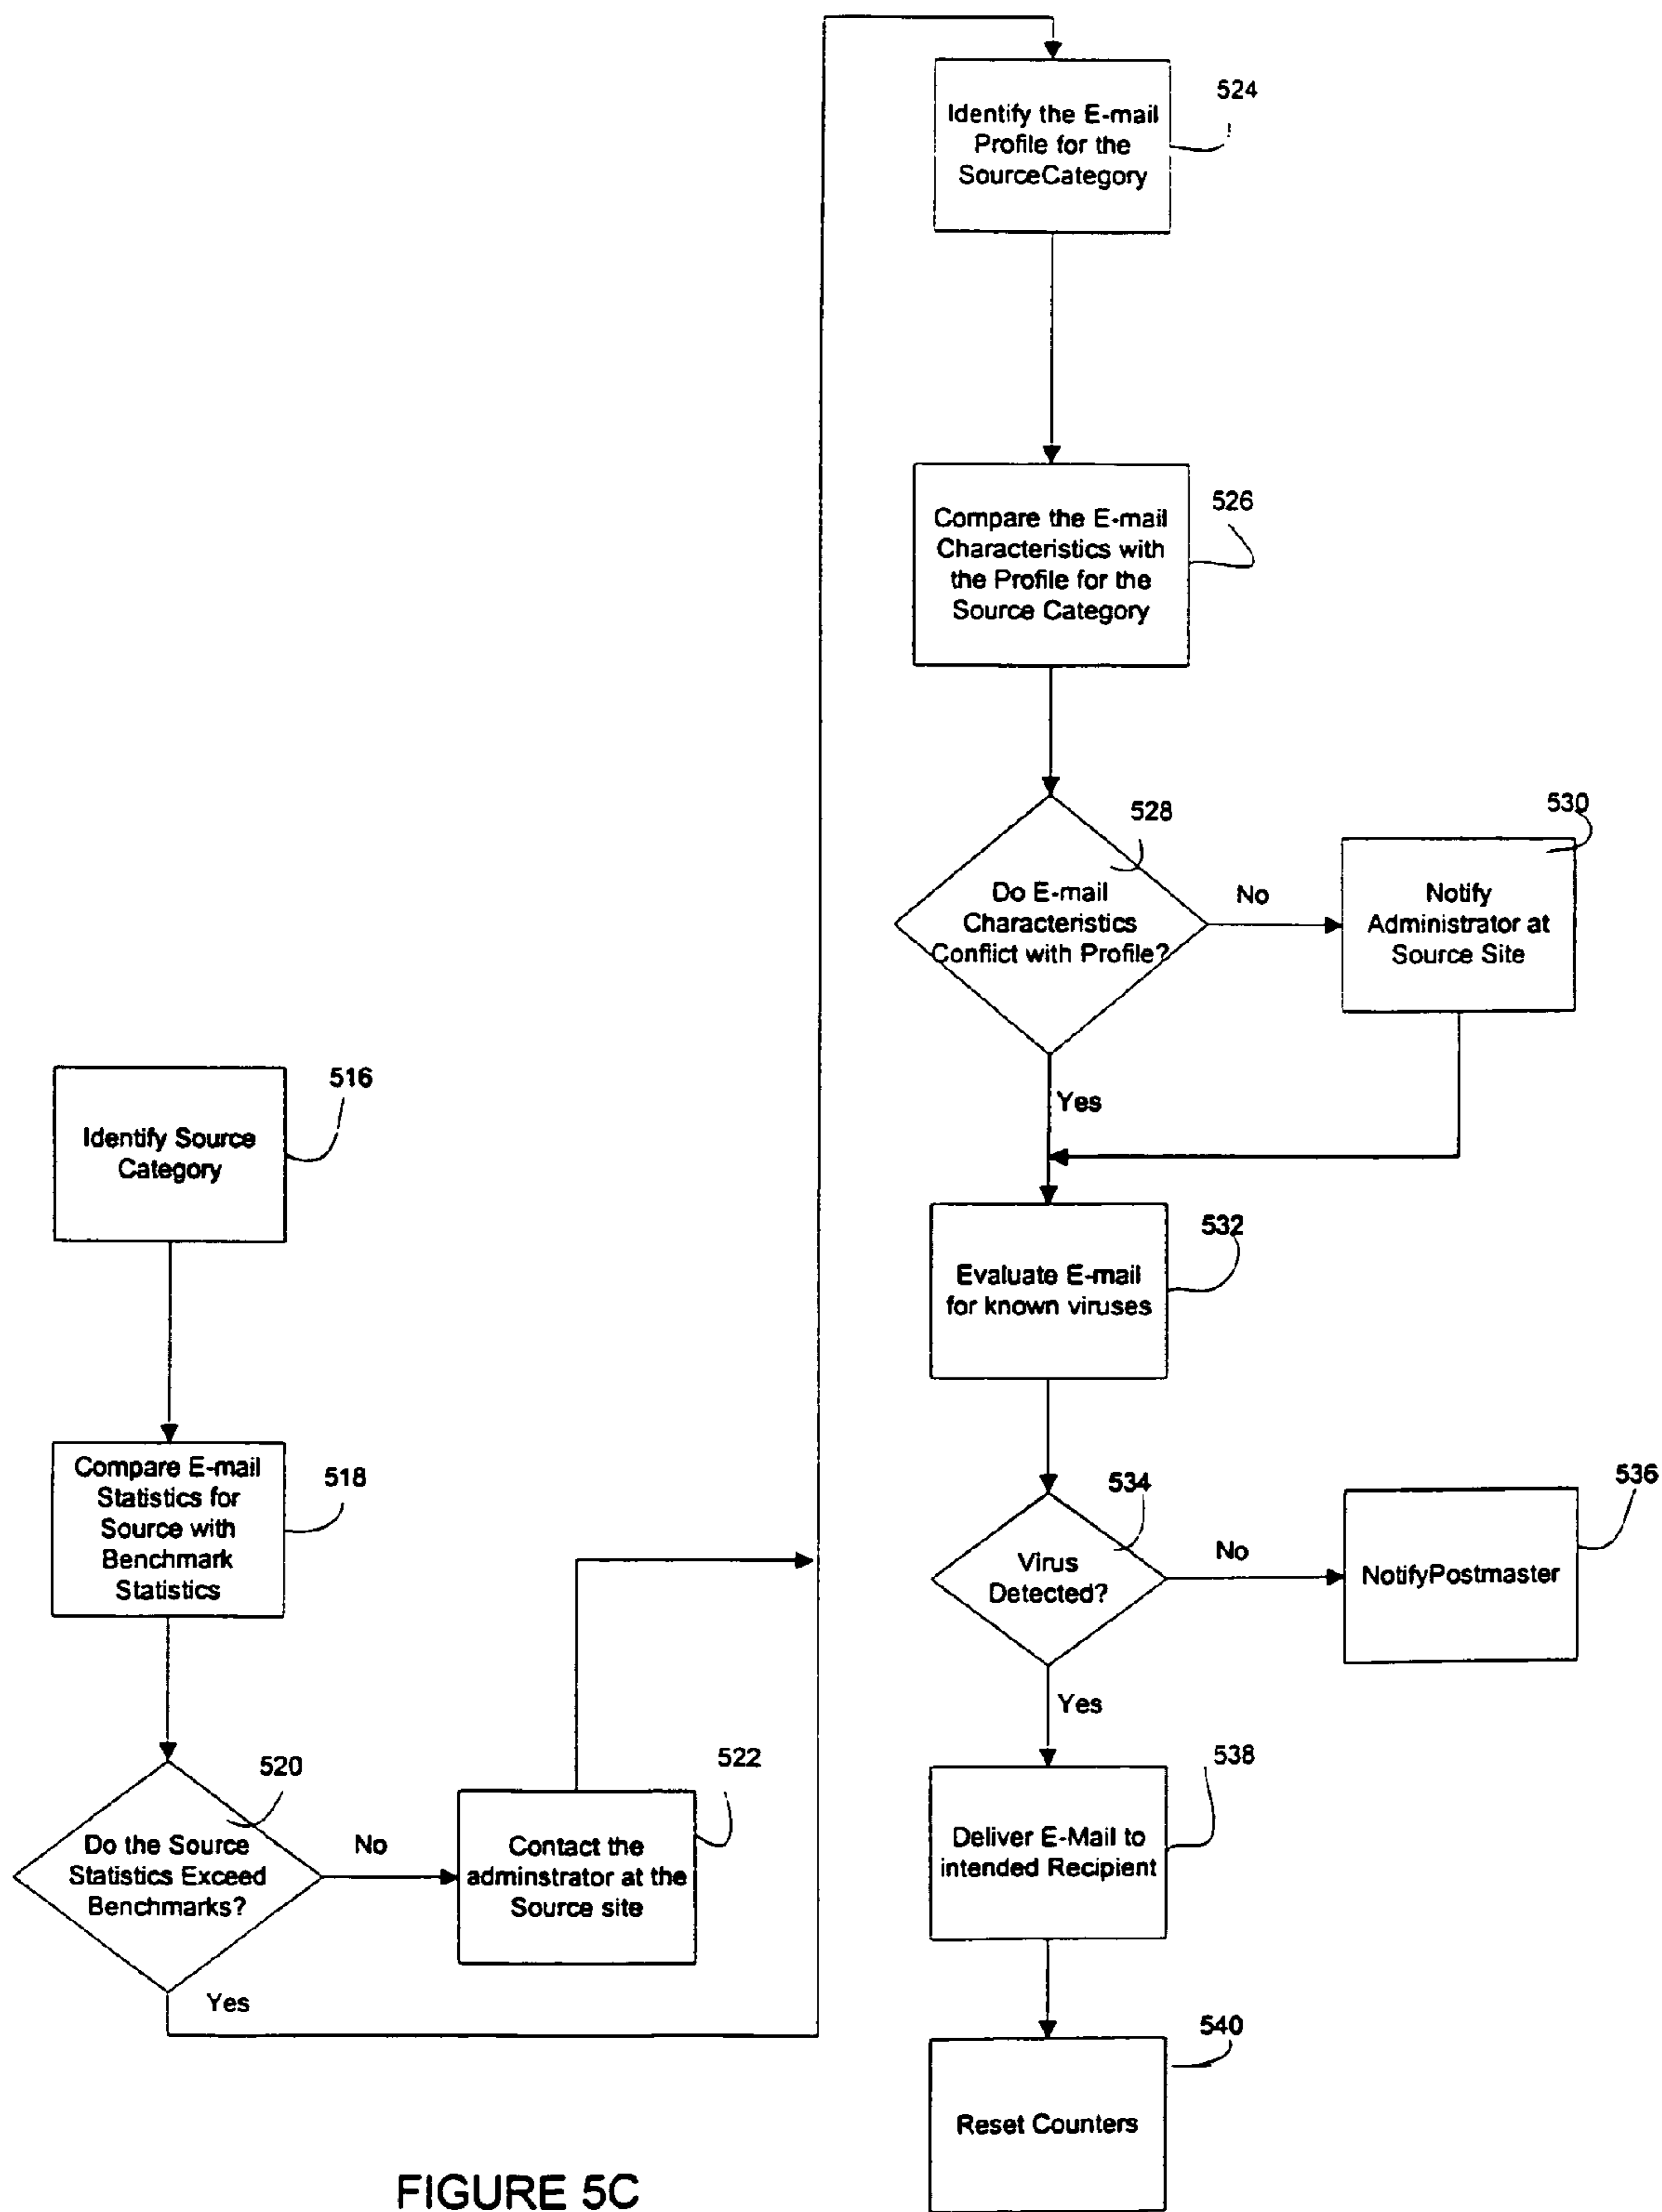 516
Identify Source
Category
518
Compare E-mail
Statistics for
Source with
Benchmark
Statistics
520
Do the Source
Statistics Exceed
Benchmarks?
No
Yes
522
Contact the
adminstrator at the
Source site
524
Identify the E-mail
Profile for the
SourceCategory
526
Compare the E-mail
Characteristics with
the Profile for the
Source Category
528
Do E-mail
Characteristics
Conflict with Profile?
No
Yes
530
Notify
Administrator at
Source Site
532
Evaluate E-mail
for known viruses
534
Virus
Detected?
No
Yes
536
NotifyPostmaster
538
Deliver E-Mail to
intended Recipient
540
Reset Counters
FIGURE 5C